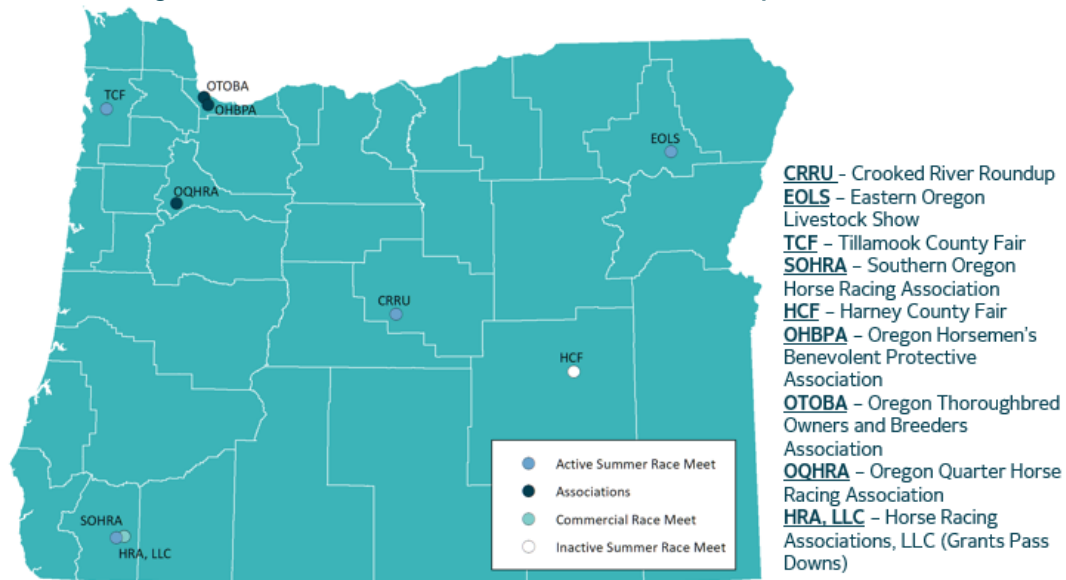 OTOBA
TCF
OHBPA
EOLS
OQHRA
CRRU
HCF
SOHRA
HRA, LLC
Active Summer Race Meet
Associations
Commercial Race Meet
Inactive Summer Race Meet
CRRU - Crooked River Roundup
EOLS – Eastern Oregon
Livestock Show
TCF – Tillamook County Fair
SOHRA – Southern Oregon
Horse Racing Association
HCF – Harney County Fair
OHBPA – Oregon Horsemen's
Benevolent Protective
Association
OTOBA – Oregon Thoroughbred
Owners and Breeders
Association
OQHRA – Oregon Quarter Horse
Racing Association
HRA, LLC – Horse Racing
Associations, LLC (Grants Pass
Downs)